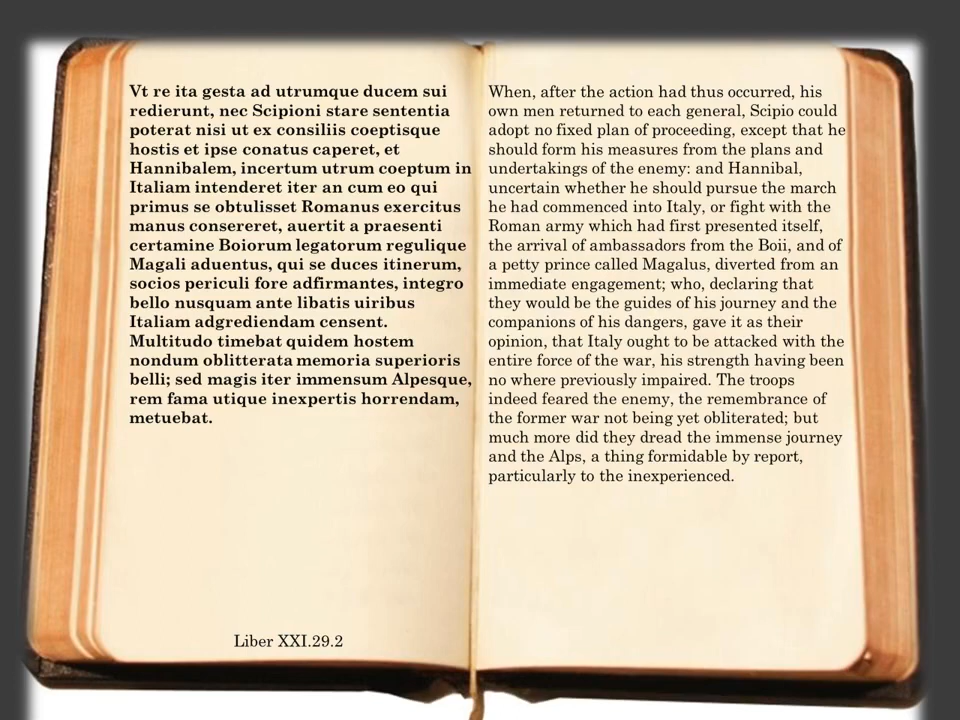 Vt re ita gesta ad utrumque ducem sui
redierunt, nec Scipioni stare sententia
poterat nisi ut ex consiliis coeptisque
hostis et ipse conatus caperet, et
Hannibalem, incertum utrum coeptum in
Italiam intenderet iter an cum eo qui
primus se obtulisset Romanus exercitus
manus consereret, auertit a praesenti
certamine Boiorum legatorum regulique
Magali aduentus, qui se duces itinerum,
socios periculi fore adfirmantes, integro
bello nusquam ante libatis uiribus
Italiam adgrediendam censent.
Multitudo timebat quidem hostem
nondum oblitterata memoria superioris
belli; sed magis iter immensum Alpesque,
rem fama utique inexpertis horrendam,
metuebat.
Liber XXI.29.2
When, after the action had thus occurred, his
own men returned to each general, Scipio could
adopt no fixed plan of proceeding, except that he
should form his measures from the plans and
undertakings of the enemy: and Hannibal,
uncertain whether he should pursue the march
he had commenced into Italy, or fight with the
Roman army which had first presented itself,
the arrival of ambassadors from the Boii, and of
a petty prince called Magalus, diverted from an
immediate engagement; who, declaring that
they would be the guides of his journey and the
companions of his dangers, gave it as their
opinion, that Italy ought to be attacked with the
entire force of the war, his strength having been
no where previously impaired. The troops
indeed feared the enemy, the remembrance of
the former war not being yet obliterated; but
much more did they dread the immense journey
and the Alps, a thing formidable by report,
particularly to the inexperienced.